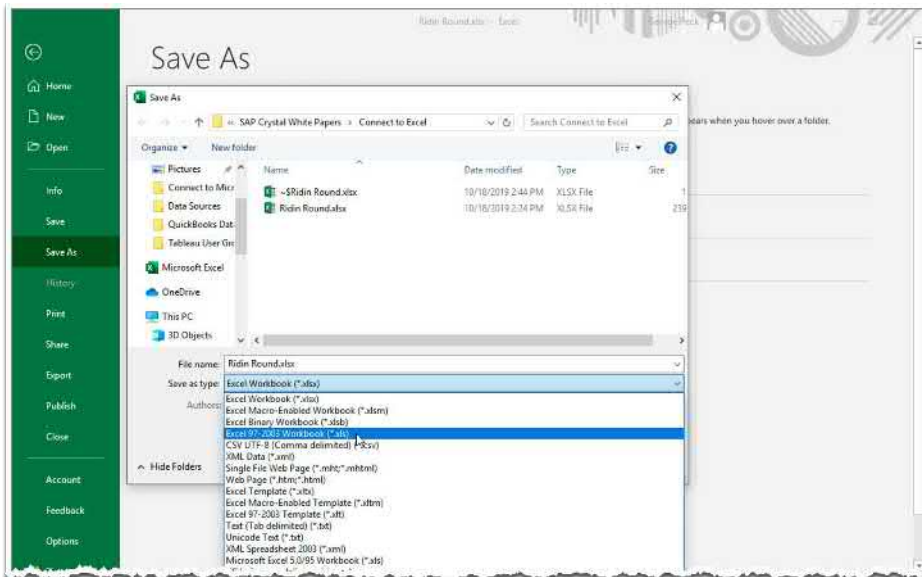 Ridin Round.xlsx - Excel
George Peck
Save As
Home
New
Open
Info
Save
Save As
History
Print
Share
Export
Publish
Close
Account
Feedback
Options
Save As
« SAP Crystal White Papers › Connect to Excel
Search Connect to Excel
ears when you hover over a folder.
Organize
New folder
Name
Date modified
Type
Size
Pictures
Connect to Micr
Data Sources
QuickBooks Dat
Tableau User Gr
Microsoft Excel
OneDrive
This PC
3D Objects
~$Ridin Round.xlsx
10/18/2019 2:44 PM
XLSX File
1
Ridin Round.xlsx
10/18/2019 2:24 PM
XLSX File
239
File name: Ridin Round.xlsx
Save as type: Excel Workbook (*.xlsx)
Authors:
Excel Workbook (*.xlsx)
Excel Macro-Enabled Workbook (*.xlsm)
Excel Binary Workbook (*.xlsb)
Excel 97-2003 Workbook (*.xls)
CSV UTF-8 (Comma delimited) (*.csv)
XML Data (*.xml)
Single File Web Page (*.mht;*.mhtml)
Web Page (*.htm;*.html)
Excel Template (*.xltx)
Excel Macro-Enabled Template (*.xltm)
Excel 97-2003 Template (*.xlt)
Text (Tab delimited) (*.txt)
Unicode Text (*.txt)
XML Spreadsheet 2003 (*.xml)
Microsoft Excel 5.0/95 Workbook (*.xls)
Hide Folders